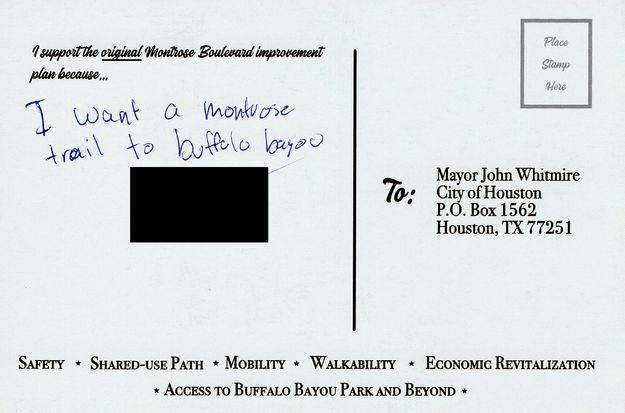 I support the original Montrose Boulevard improvement
plan because...
I want a montrose
trail to buffalo bayou
Place
Stamp
Here
To:
Mayor John Whitmire
City of Houston
P.O. Box 1562
Houston, TX 77251
SAFETY ⋆ SHARED-USE PATH ⋆ MOBILITY ⋆ WALKABILITY ⋆ ECONOMIC REVITALIZATION
⋆ ACCESS TO BUFFALO BAYOU PARK AND BEYOND ⋆